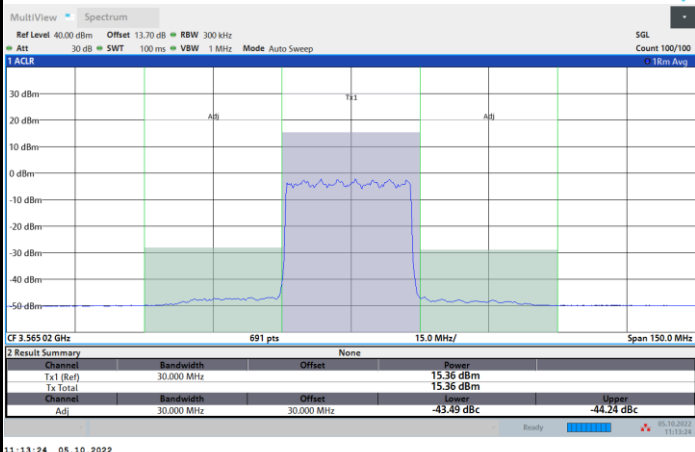 MultiView Spectrum
Ref Level 40.00 dBm Offset 13.70 dB RBW 300 kHz SGL
Att 30 dB SWT 100 ms VBW 1 MHz Mode Auto Sweep Count 100/100
1 ACLR 1Rm Avg
30 dBm
Tx1
20 dBm
Adj Adj
10 dBm
0 dBm
-10 dBm
-20 dBm
-30 dBm
-40 dBm
-50 dBm
CF 3.565 02 GHz 691 pts 15.0 MHz/ Span 150.0 MHz
2 Result Summary None
Channel Bandwidth Offset Power
Tx1 (Ref) 30.000 MHz 15.36 dBm
Tx Total 15.36 dBm
Channel Bandwidth Offset Lower Upper
Adj 30.000 MHz 30.000 MHz -43.49 dBc -44.24 dBc
Ready 05.10.2022
11:13:24
11:13:24 05.10.2022